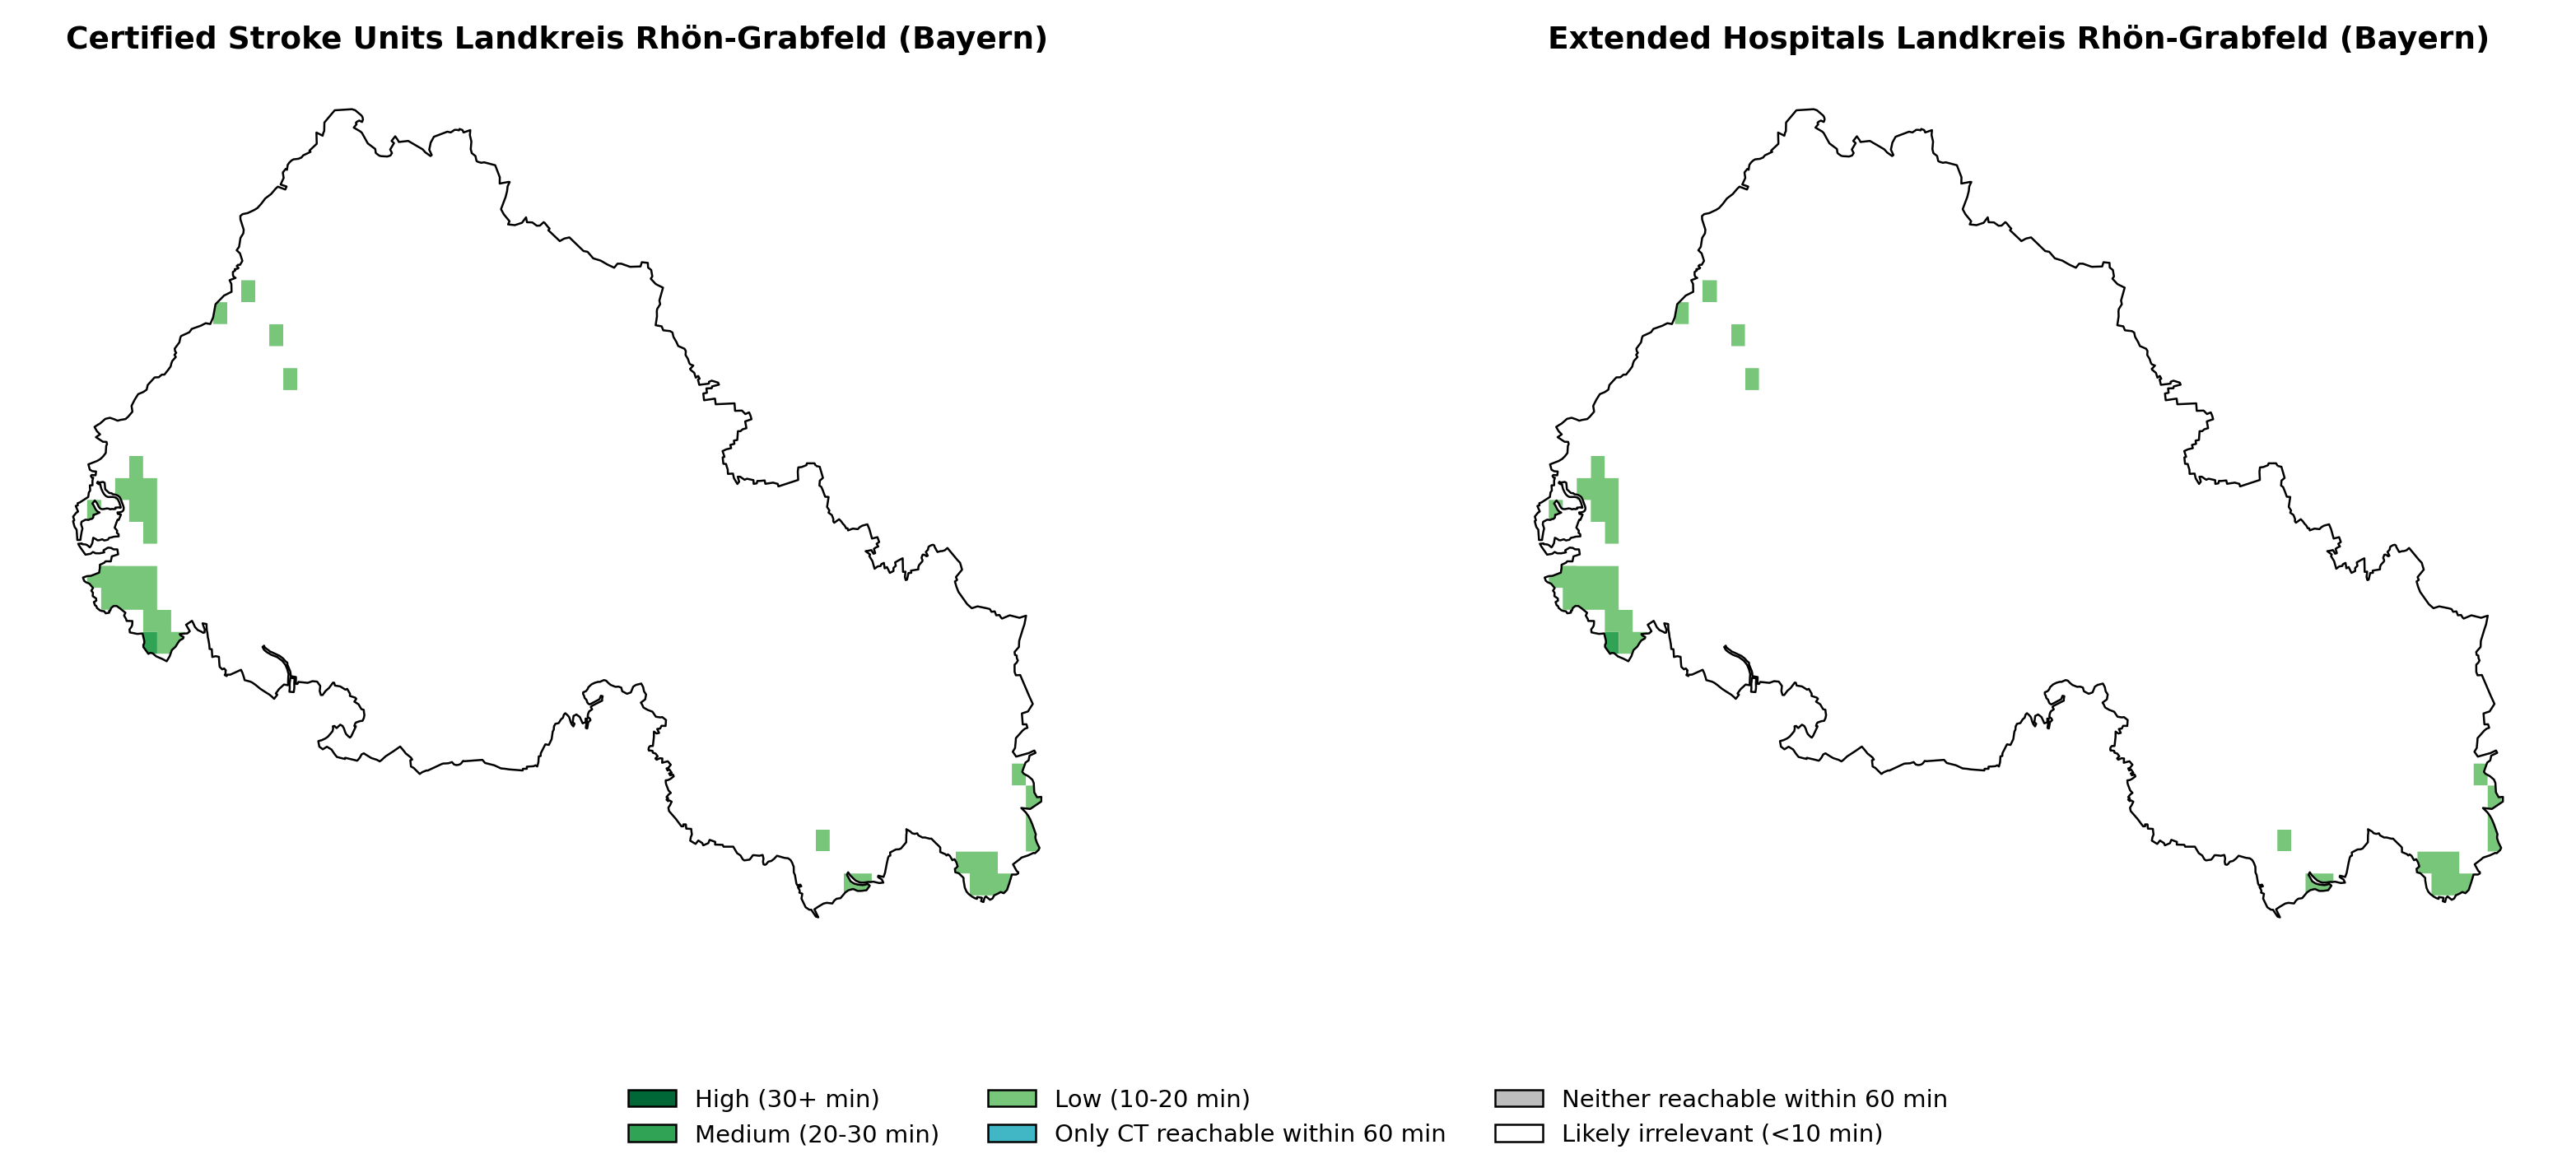 Certified Stroke Units Landkreis Rhön-Grabfeld (Bayern)
Extended Hospitals Landkreis Rhön-Grabfeld (Bayern)
High (30+ min)
Medium (20-30 min)
Low (10-20 min)
Only CT reachable within 60 min
Neither reachable within 60 min
Likely irrelevant (<10 min)